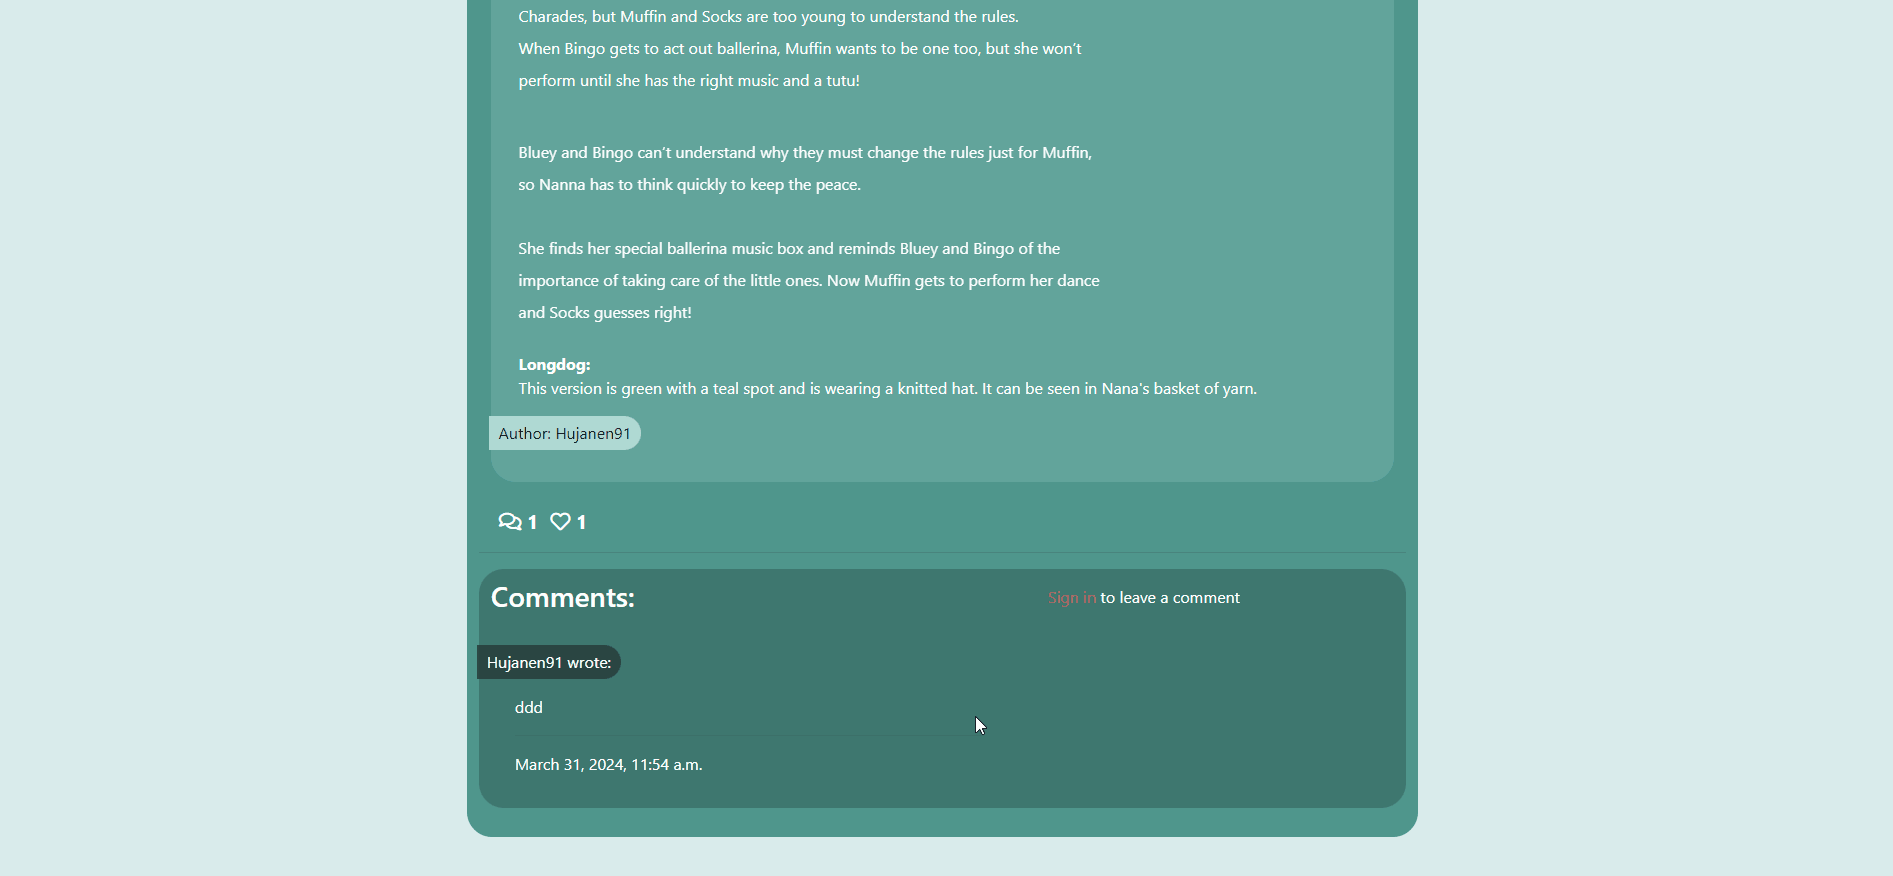 Charades, but Muffin and Socks are too young to understand the rules.
When Bingo gets to act out ballerina, Muffin wants to be one too, but she won’t
perform until she has the right music and a tutu!
Bluey and Bingo can’t understand why they must change the rules just for Muffin,
so Nanna has to think quickly to keep the peace.
She finds her special ballerina music box and reminds Bluey and Bingo of the
importance of taking care of the little ones. Now Muffin gets to perform her dance
and Socks guesses right!
Longdog:
This version is green with a teal spot and is wearing a knitted hat. It can be seen in Nana's basket of yarn.
Author: Hujanen91
1 1
Comments:
Sign in to leave a comment
Hujanen91 wrote:
ddd
March 31, 2024, 11:54 a.m.